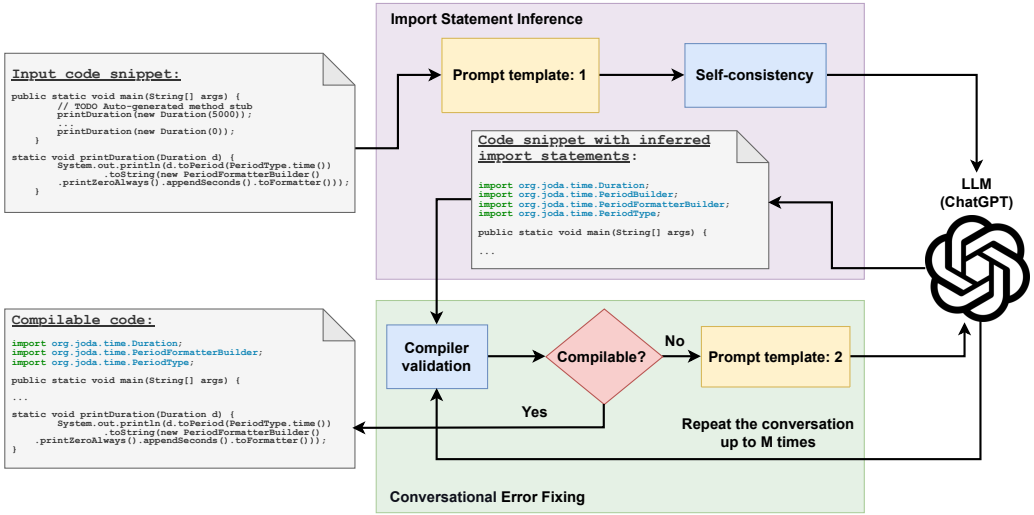 Import Statement Inference
Input code snippet:
public static void main(String[] args) {
// TODO Auto-generated method stub
printDuration(new Duration(5000));
...
printDuration(new Duration(0));
}
static void printDuration(Duration d) {
System.out.println(d.toPeriod(PeriodType.time())
.toString(new PeriodFormatterBuilder()
.printZeroAlways().appendSeconds().toFormatter()));
}
Prompt template: 1
Self-consistency
Code snippet with inferred
import statements:
import org.joda.time.Duration;
import org.joda.time.PeriodBuilder;
import org.joda.time.PeriodFormatterBuilder;
import org.joda.time.PeriodType;
public static void main(String[] args) {
...
LLM
(ChatGPT)
Compilable code:
import org.joda.time.Duration;
import org.joda.time.PeriodFormatterBuilder;
import org.joda.time.PeriodType;
public static void main(String[] args) {
...
static void printDuration(Duration d) {
System.out.println(d.toPeriod(PeriodType.time())
.toString(new PeriodFormatterBuilder()
.printZeroAlways().appendSeconds().toFormatter()));
}
Compiler
validation
Compilable?
No
Prompt template: 2
Yes
Repeat the conversation
up to M times
Conversational Error Fixing